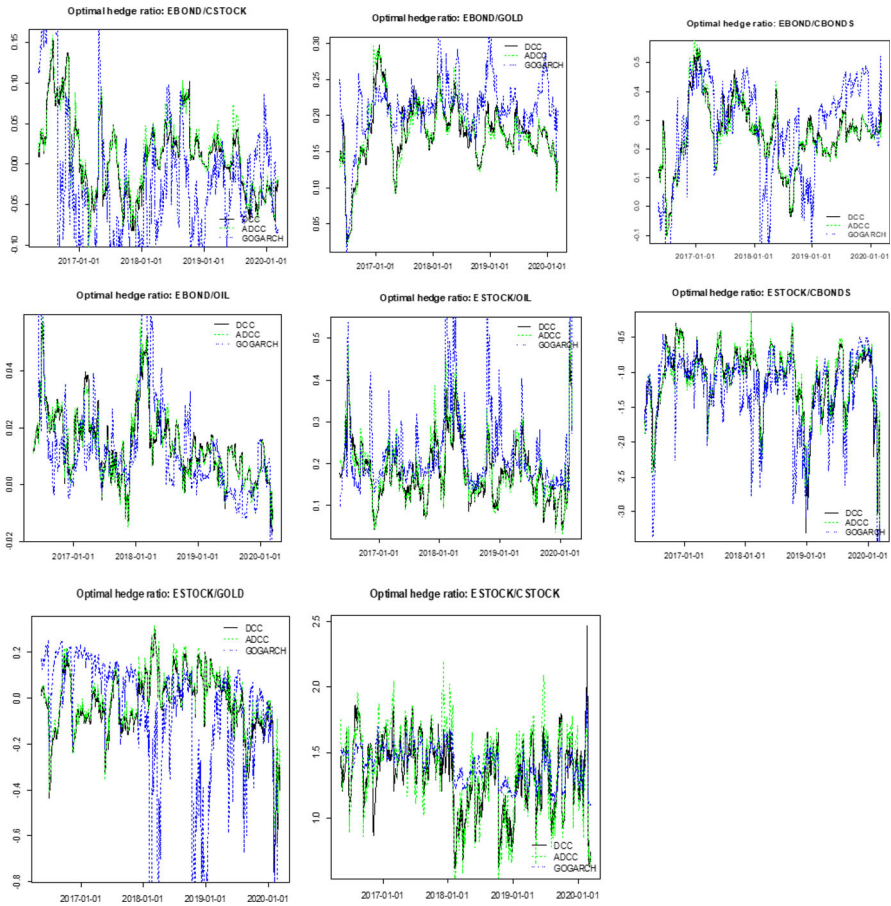 Optimal hedge ratio: EBOND/CSTOCK
0.15
0.10
0.05
0.00
-0.05
-0.10
DCC
ADCC
GOGARCH
2017-01-01 2018-01-01 2019-01-01 2020-01-01
Optimal hedge ratio: EBOND/GOLD
0.30
0.25
0.20
0.15
0.10
0.05
DCC
ADCC
GOGARCH
2017-01-01 2018-01-01 2019-01-01 2020-01-01
Optimal hedge ratio: EBOND/CBONDS
0.5
0.4
0.3
0.2
0.1
0.0
-0.1
DCC
ADCC
GOGARCH
2017-01-01 2018-01-01 2019-01-01 2020-01-01
Optimal hedge ratio: EBOND/OIL
0.04
0.02
0.00
-0.02
DCC
ADCC
GOGARCH
2017-01-01 2018-01-01 2019-01-01 2020-01-01
Optimal hedge ratio: ESTOCK/OIL
0.5
0.4
0.3
0.2
0.1
DCC
ADCC
GOGARCH
2017-01-01 2018-01-01 2019-01-01 2020-01-01
Optimal hedge ratio: ESTOCK/CBONDS
-0.5
-1.0
-1.5
-2.0
-2.5
-3.0
DCC
ADCC
GOGARCH
2017-01-01 2018-01-01 2019-01-01 2020-01-01
Optimal hedge ratio: ESTOCK/GOLD
0.2
0.0
-0.2
-0.4
-0.6
-0.8
DCC
ADCC
GOGARCH
2017-01-01 2018-01-01 2019-01-01 2020-01-01
Optimal hedge ratio: ESTOCK/CSTOCK
2.5
2.0
1.5
1.0
DCC
ADCC
GOGARCH
2017-01-01 2018-01-01 2019-01-01 2020-01-01